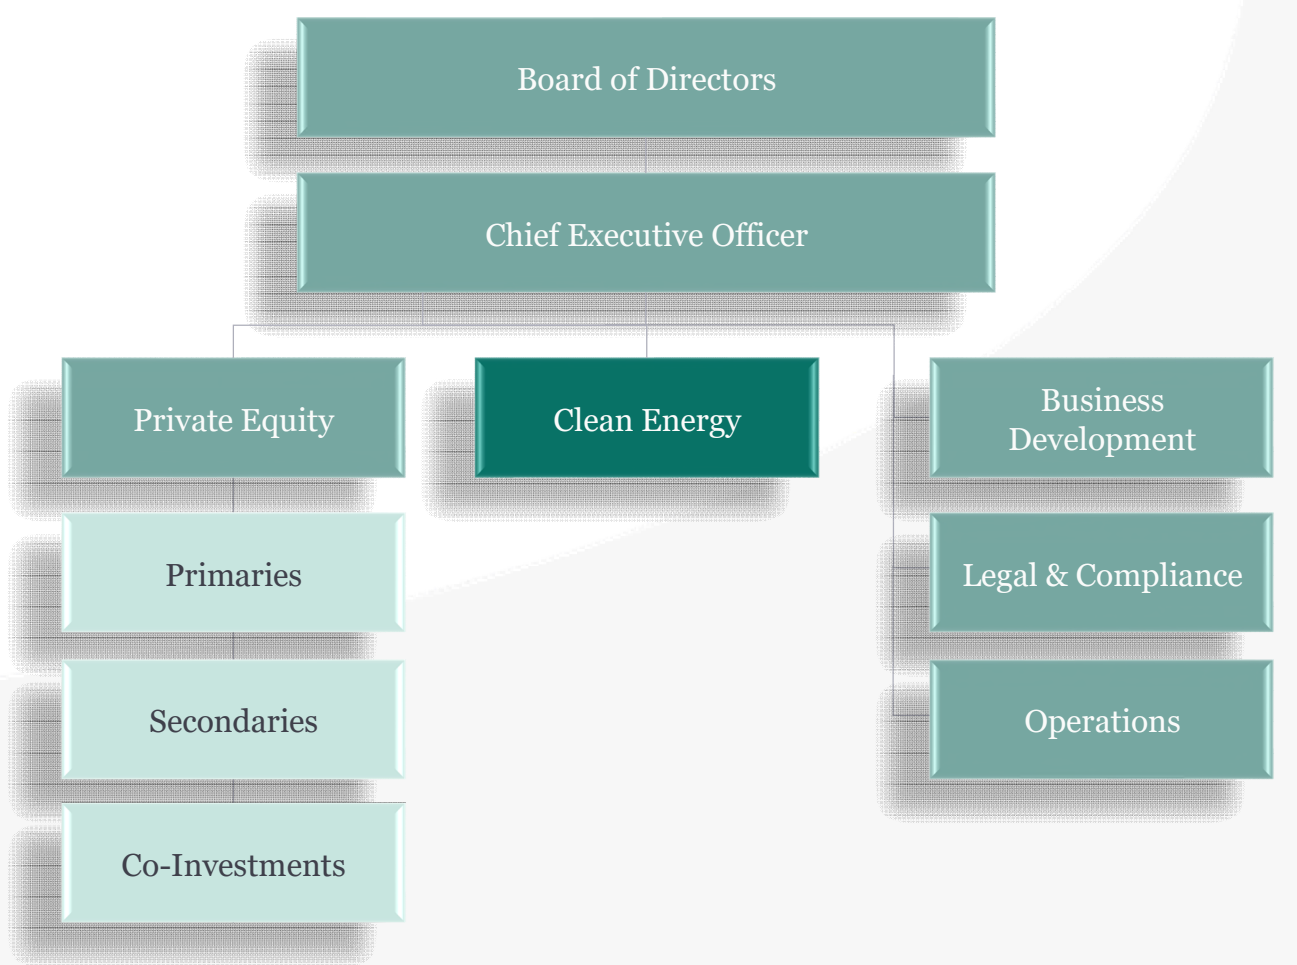 Board of Directors
Chief Executive Officer
Private Equity
Clean Energy
Business
Development
Primaries
Legal & Compliance
Secondaries
Operations
Co-Investments